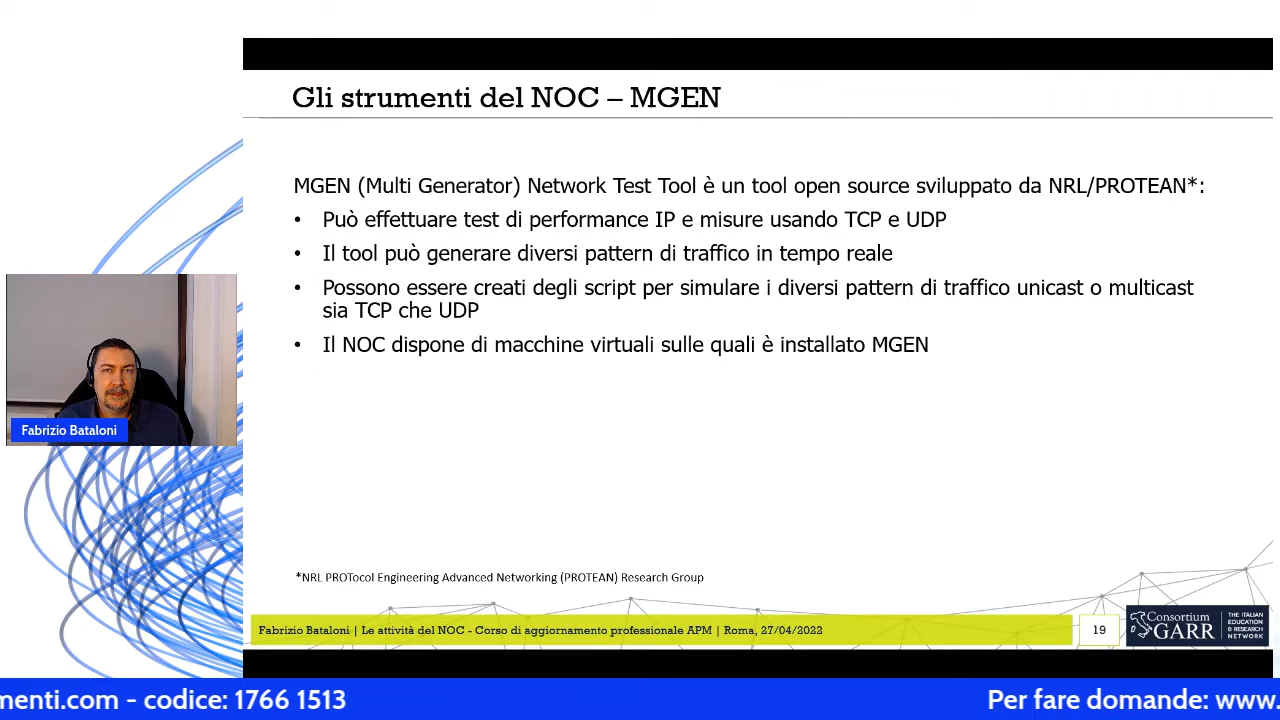 Gli strumenti del NOC – MGEN
MGEN (Multi Generator) Network Test Tool è un tool open source sviluppato da NRL/PROTEAN*:
• Può effettuare test di performance IP e misure usando TCP e UDP
• Il tool può generare diversi pattern di traffico in tempo reale
• Possono essere creati degli script per simulare i diversi pattern di traffico unicast o multicast
sia TCP che UDP
• Il NOC dispone di macchine virtuali sulle quali è installato MGEN
Fabrizio Bataloni
*NRL PROTocol Engineering Advanced Networking (PROTEAN) Research Group
Fabrizio Bataloni | Le attività del NOC - Corso di aggiornamento professionale APM | Roma, 27/04/2022
19
Consortium
GARR
THE ITALIAN
EDUCATION
& RESEARCH
NETWORK
menti.com - codice: 1766 1513
Per fare domande: www.